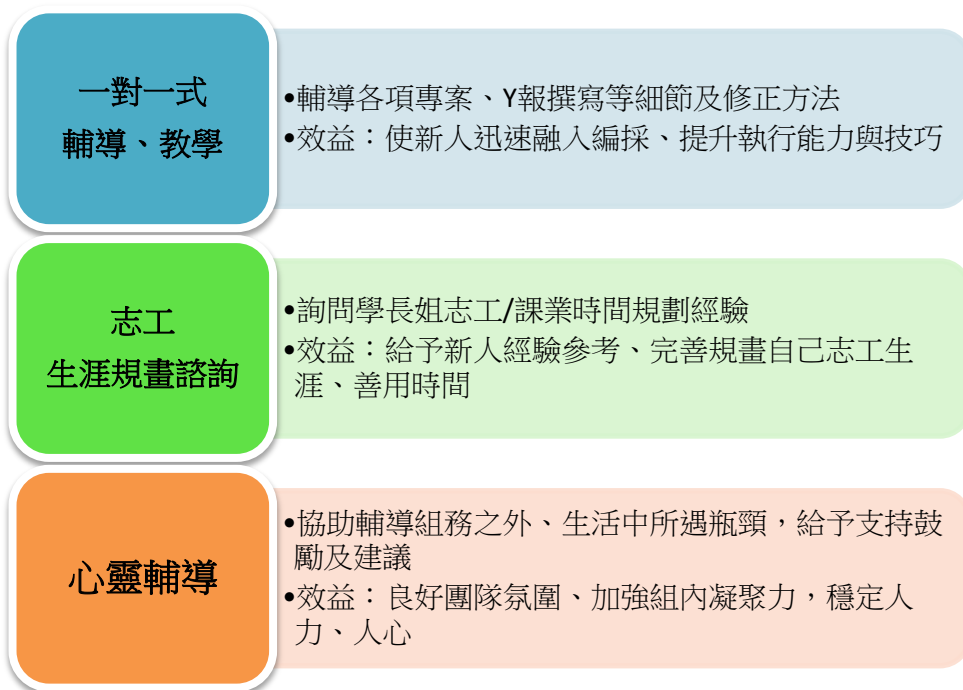 一對一式
輔導、教學
•輔導各項專案、Y報撰寫等細節及修正方法
•效益：使新人迅速融入編採、提升執行能力與技巧
志工
生涯規畫諮詢
•詢問學長姐志工/課業時間規劃經驗
•效益：給予新人經驗參考、完善規畫自己志工生
涯、善用時間
心靈輔導
•協助輔導組務之外、生活中所遇瓶頸，給予支持鼓
勵及建議
•效益：良好團隊氛圍、加強組內凝聚力，穩定人
力、人心